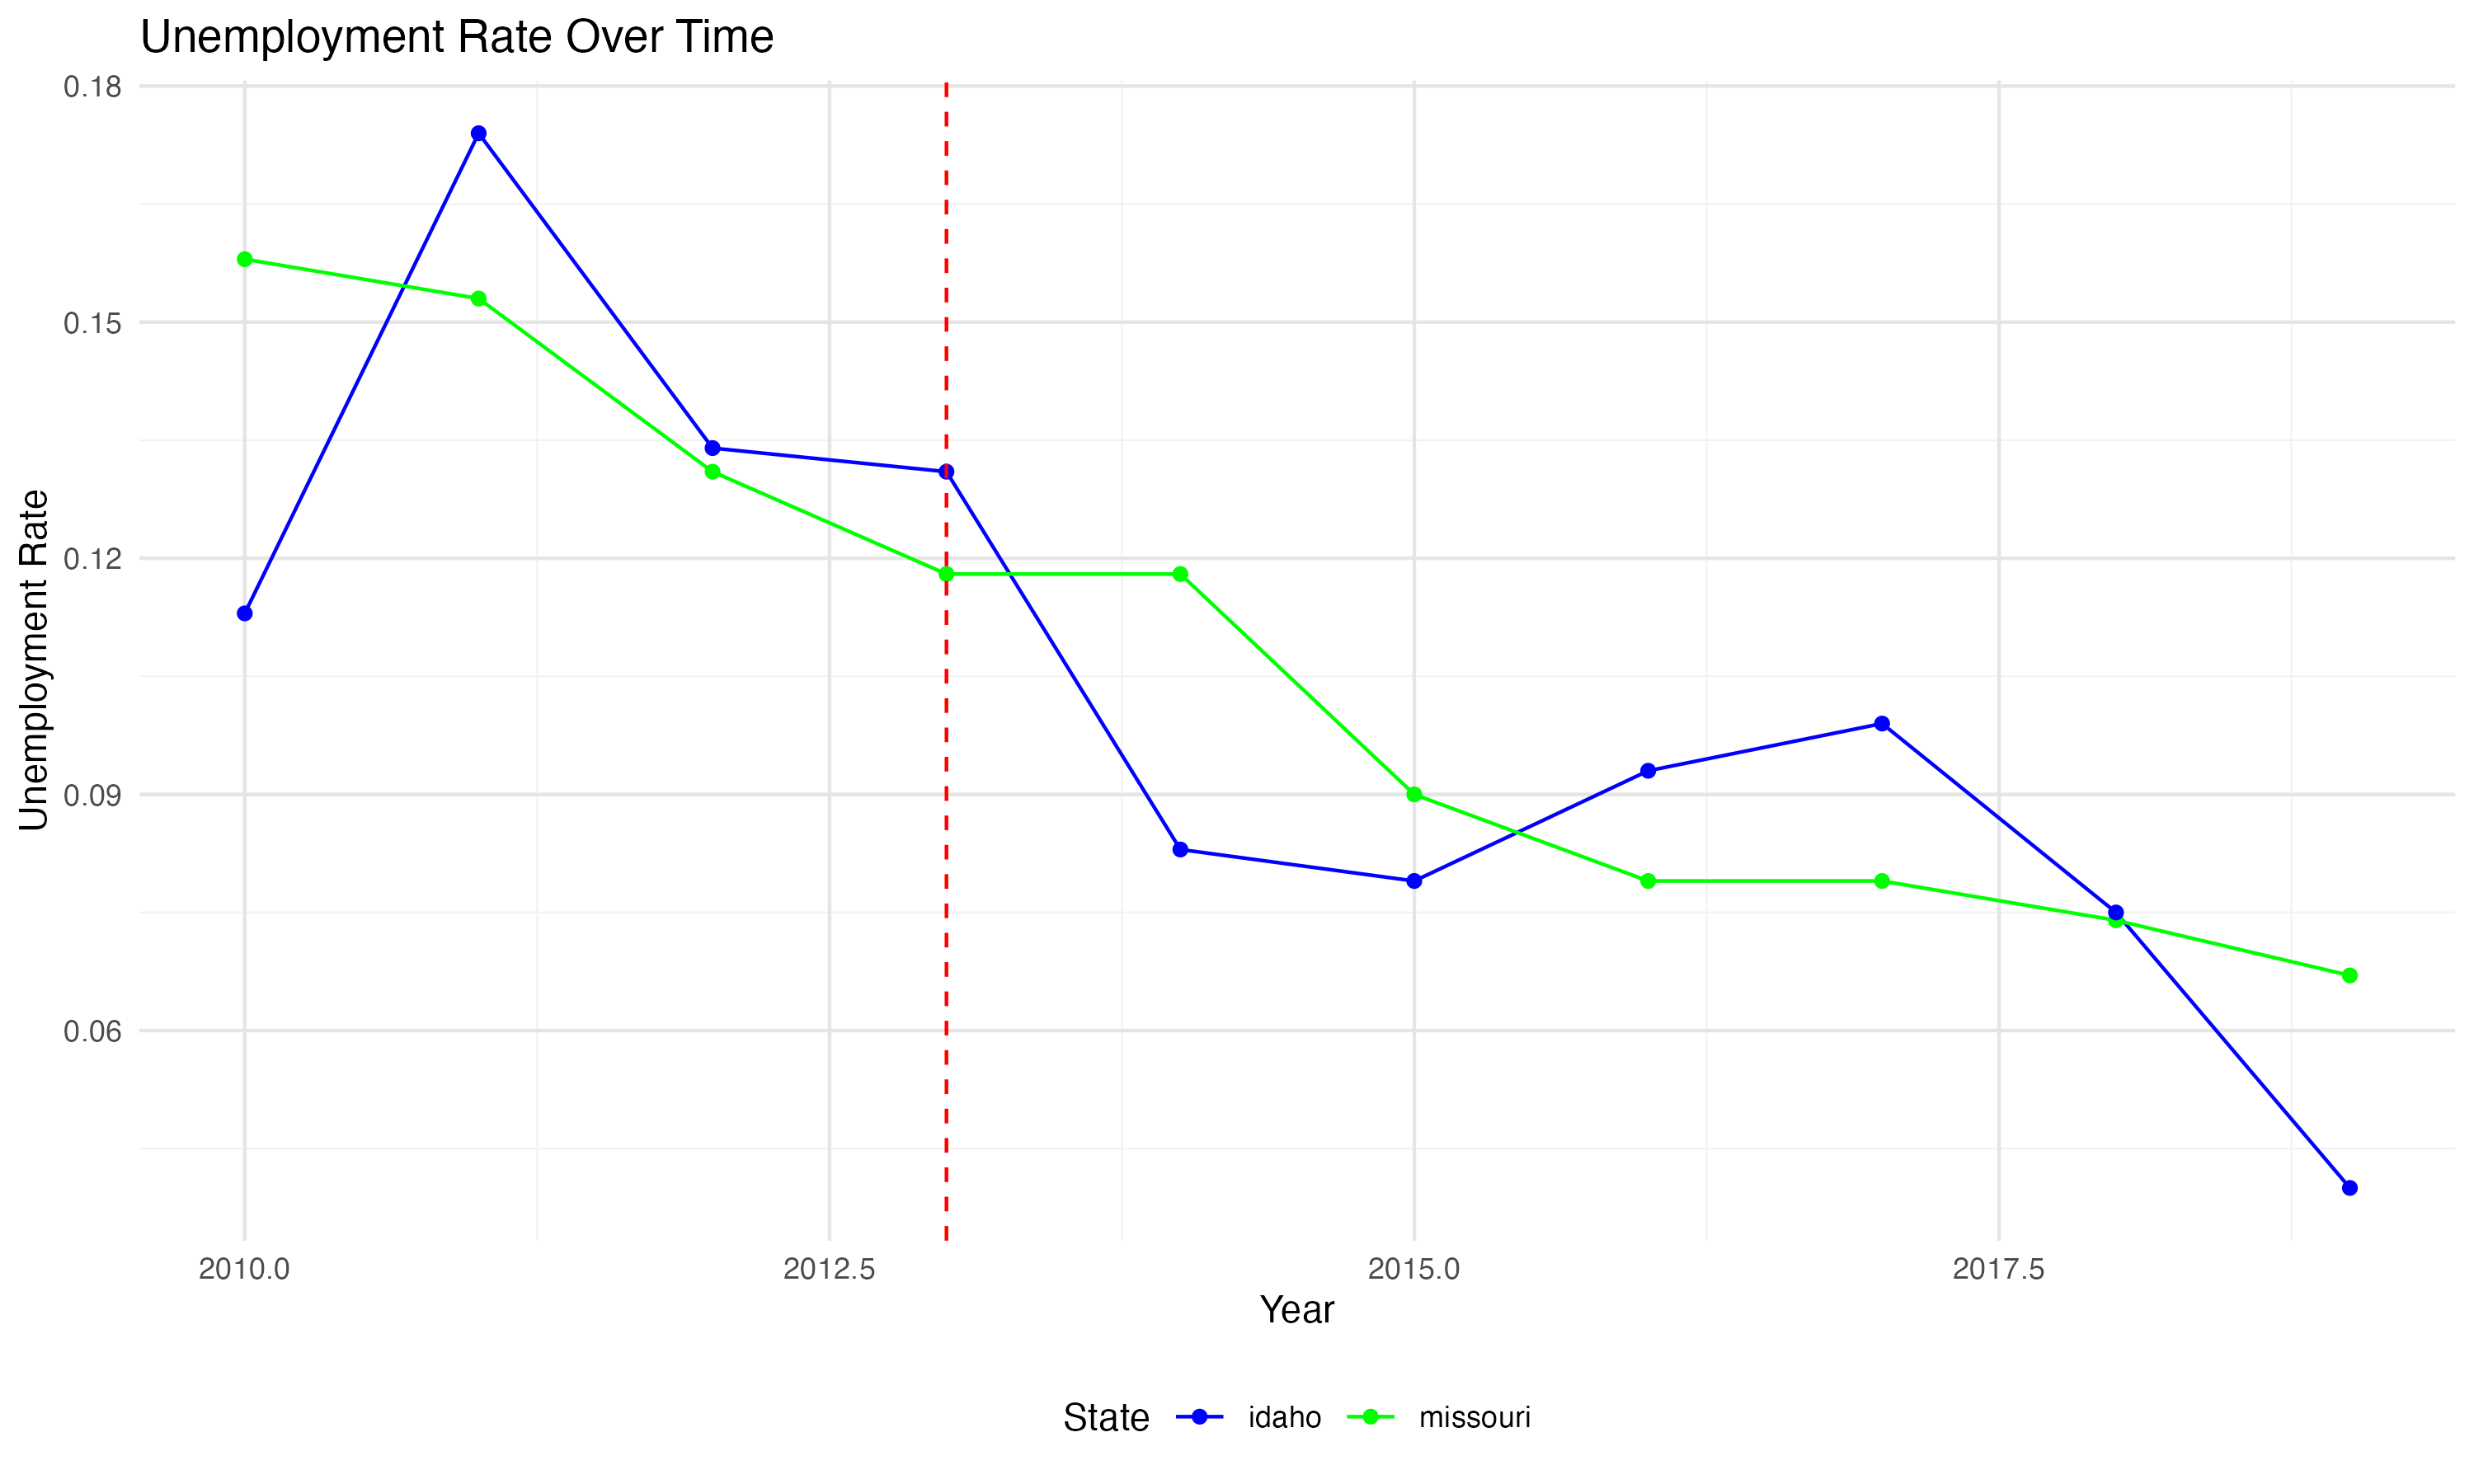 Unemployment Rate Over Time
0.18
0.15
0.12
0.09
0.06
Unemployment Rate
2010.0 2012.5 2015.0 2017.5
Year
State idaho missouri